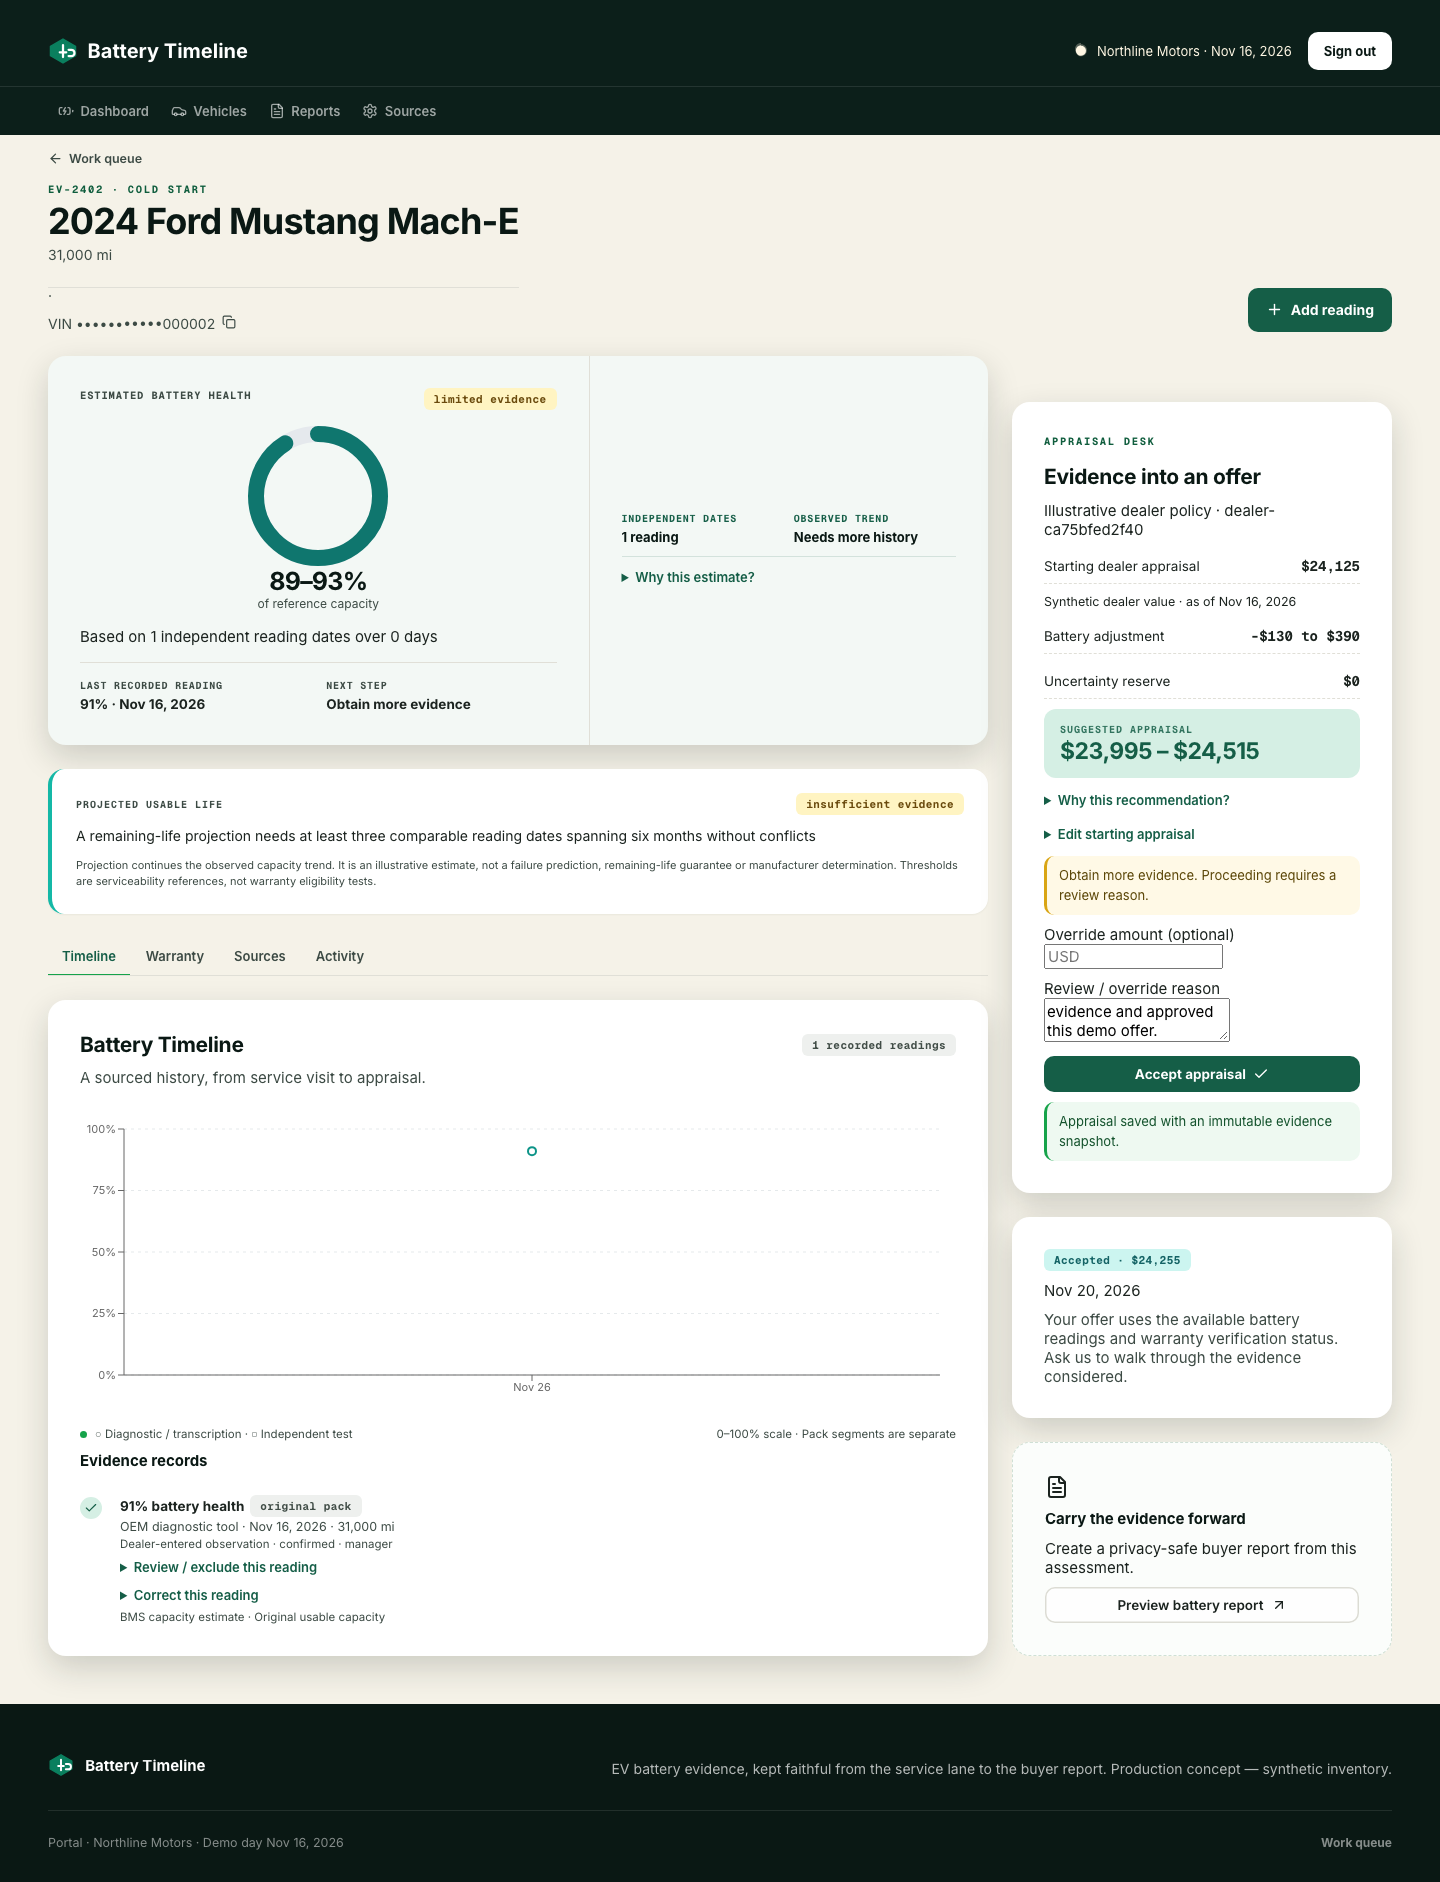 Battery Timeline
Northline Motors · Nov 16, 2026
Sign out
Dashboard
Vehicles
Reports
Sources
Work queue
EV-2402 · COLD START
2024 Ford Mustang Mach-E
31,000 mi
·
VIN •••••••••••000002
Add reading
ESTIMATED BATTERY HEALTH
limited evidence
89–93%
of reference capacity
Based on 1 independent reading dates over 0 days
LAST RECORDED READING
91% · Nov 16, 2026
NEXT STEP
Obtain more evidence
INDEPENDENT DATES
1 reading
OBSERVED TREND
Needs more history
Why this estimate?
PROJECTED USABLE LIFE
insufficient evidence
A remaining-life projection needs at least three comparable reading dates spanning six months without conflicts
Projection continues the observed capacity trend. It is an illustrative estimate, not a failure prediction, remaining-life guarantee or manufacturer determination. Thresholds
are serviceability references, not warranty eligibility tests.
Timeline
Warranty
Sources
Activity
Battery Timeline
1 recorded readings
A sourced history, from service visit to appraisal.
100%
75%
50%
25%
0%
Nov 26
○ Diagnostic / transcription · ○ Independent test
0–100% scale · Pack segments are separate
Evidence records
91% battery health
original pack
OEM diagnostic tool · Nov 16, 2026 · 31,000 mi
Dealer-entered observation · confirmed · manager
Review / exclude this reading
Correct this reading
BMS capacity estimate · Original usable capacity
APPRAISAL DESK
Evidence into an offer
Illustrative dealer policy · dealer-
ca75bfed2f40
Starting dealer appraisal
$24,125
Synthetic dealer value · as of Nov 16, 2026
Battery adjustment
-$130 to $390
Uncertainty reserve
$0
SUGGESTED APPRAISAL
$23,995 – $24,515
Why this recommendation?
Edit starting appraisal
Obtain more evidence. Proceeding requires a
review reason.
Override amount (optional)
USD
Review / override reason
evidence and approved
this demo offer.
Accept appraisal
Appraisal saved with an immutable evidence
snapshot.
Accepted · $24,255
Nov 20, 2026
Your offer uses the available battery
readings and warranty verification status.
Ask us to walk through the evidence
considered.
Carry the evidence forward
Create a privacy-safe buyer report from this
assessment.
Preview battery report
Battery Timeline
EV battery evidence, kept faithful from the service lane to the buyer report. Production concept — synthetic inventory.
Portal · Northline Motors · Demo day Nov 16, 2026
Work queue